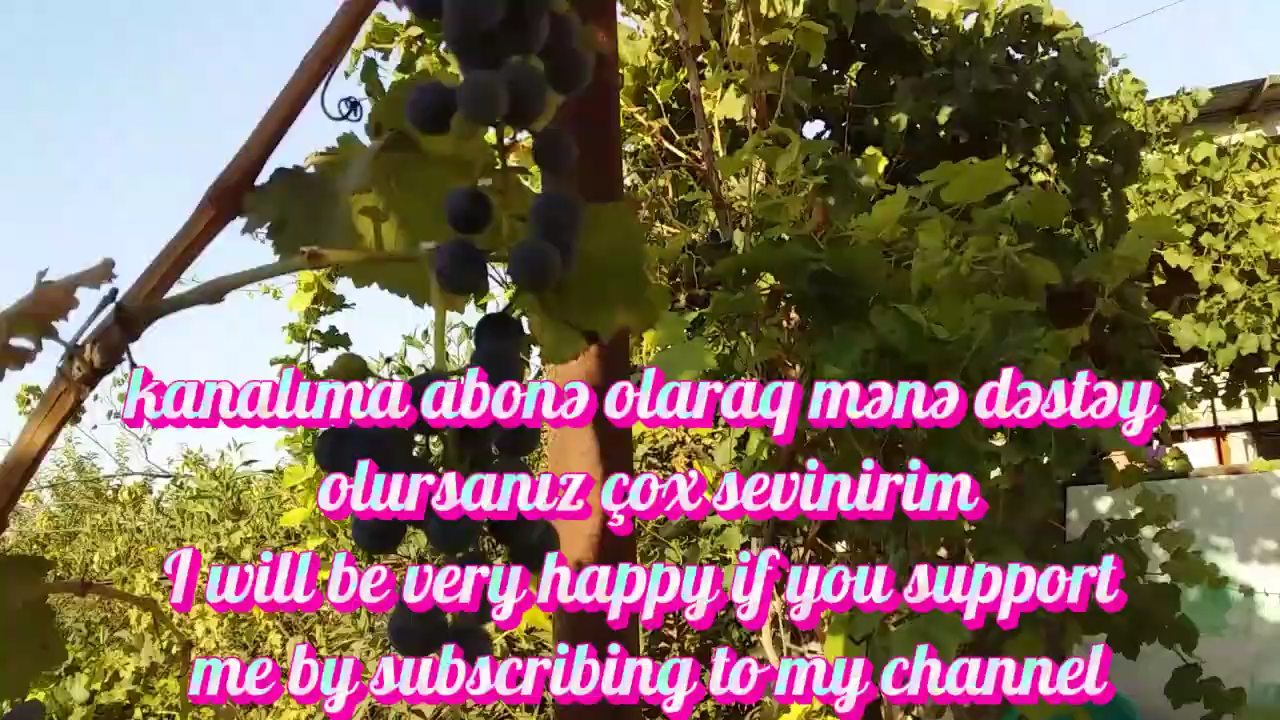 kanalıma abonə olaraq mənə dəstəy
olursanız çox sevinirim
I will be very happy if you support
me by subscribing to my channel